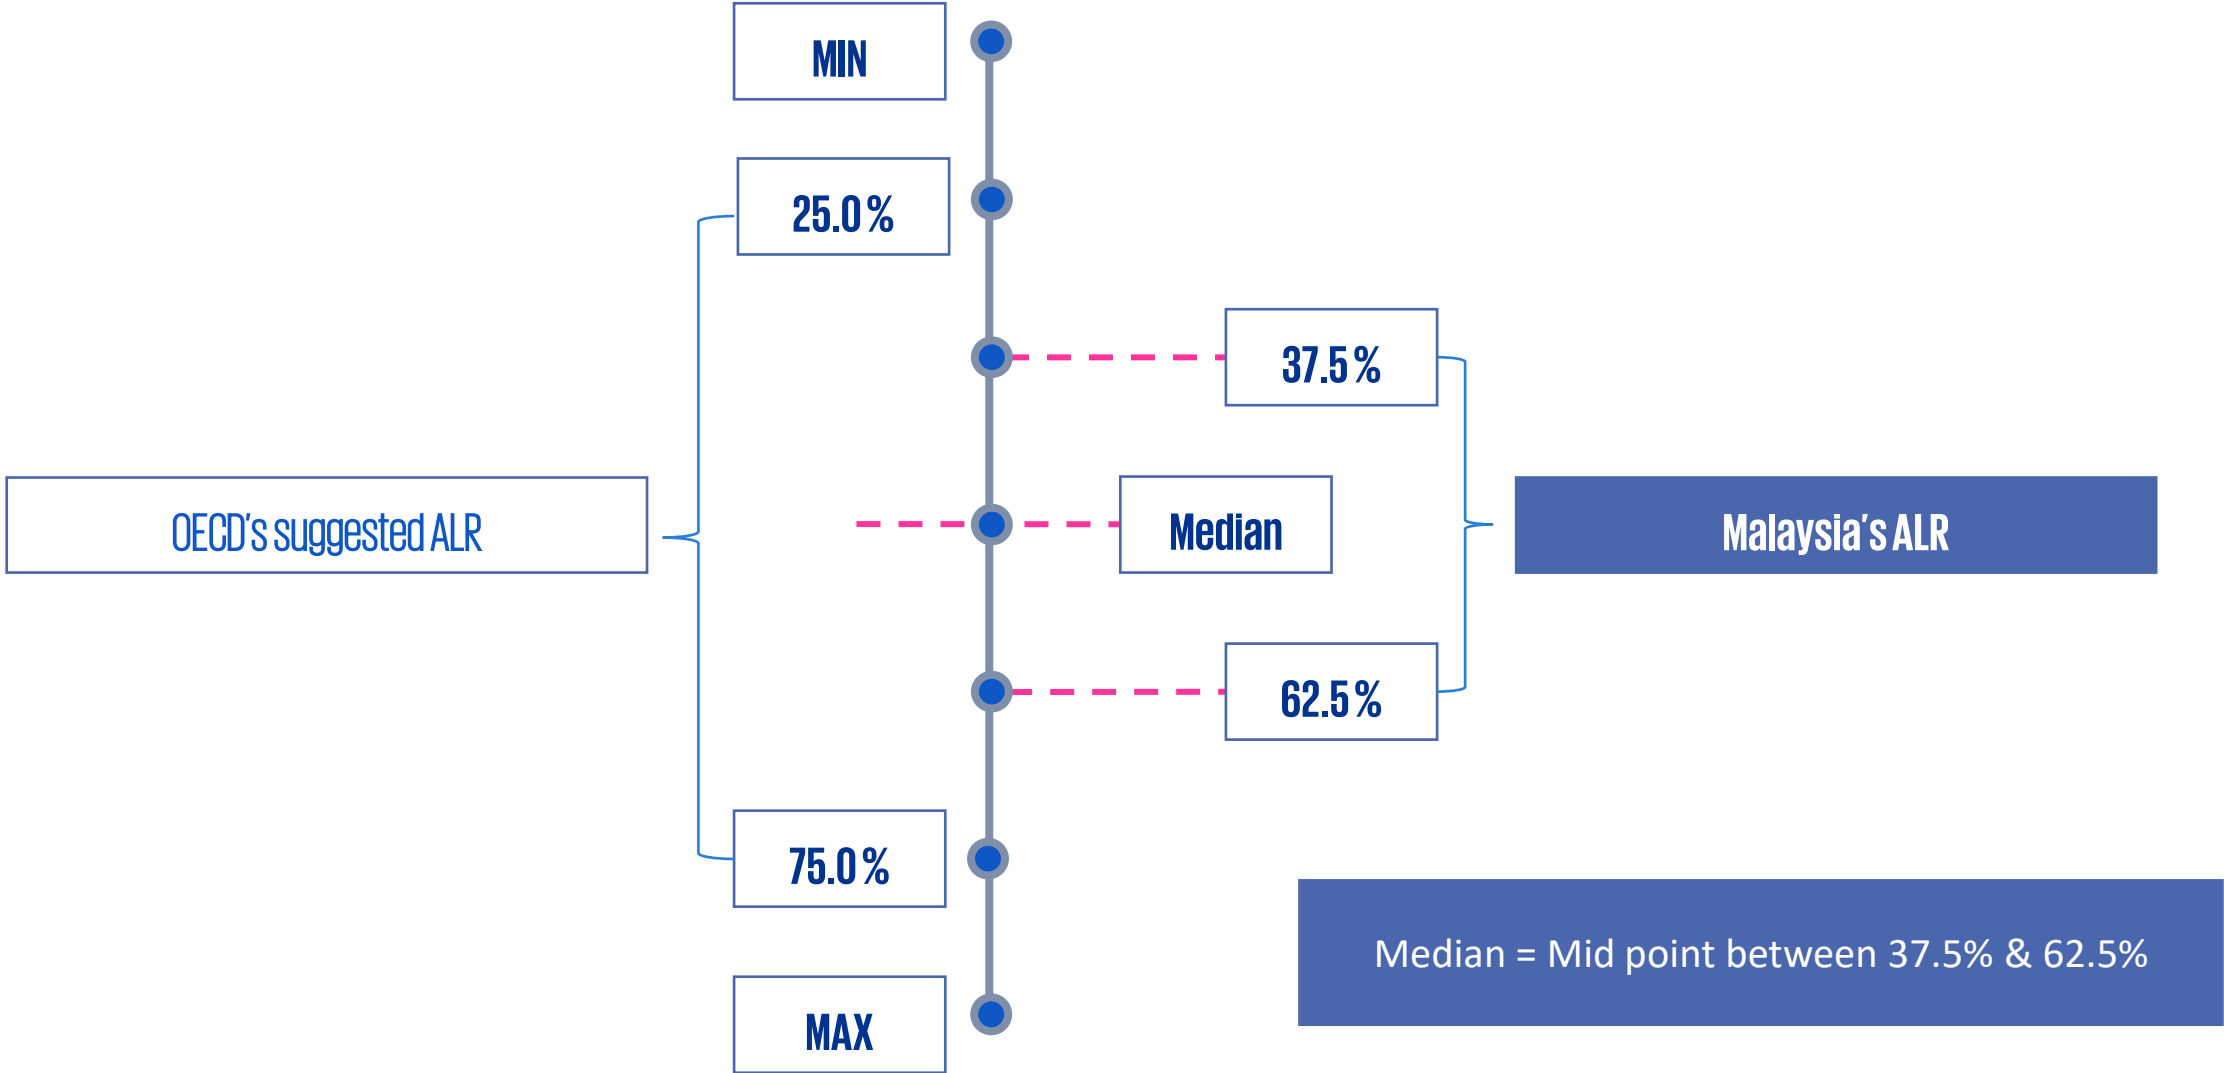 MIN
25.0%
37.5%
OECD's suggested ALR
Median
Malaysia's ALR
62.5%
75.0%
Median = Mid point between 37.5% & 62.5%
MAX